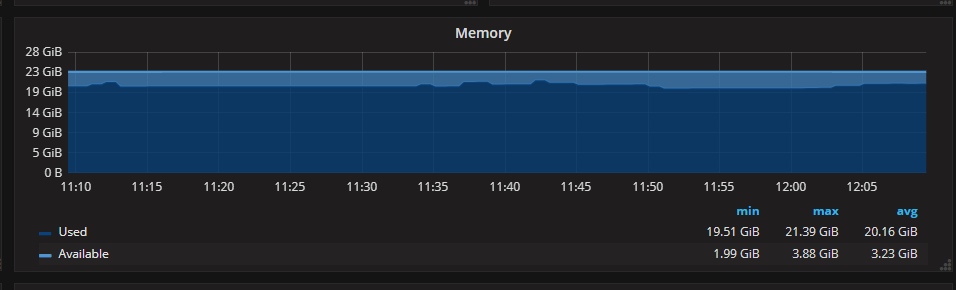 Memory
28 GiB
23 GiB
19 GiB
14 GiB
9 GiB
5 GiB
0 B
11:10 11:15 11:20 11:25 11:30 11:35 11:40 11:45 11:50 11:55 12:00 12:05
min max avg
Used 19.51 GiB 21.39 GiB 20.16 GiB
Available 1.99 GiB 3.88 GiB 3.23 GiB